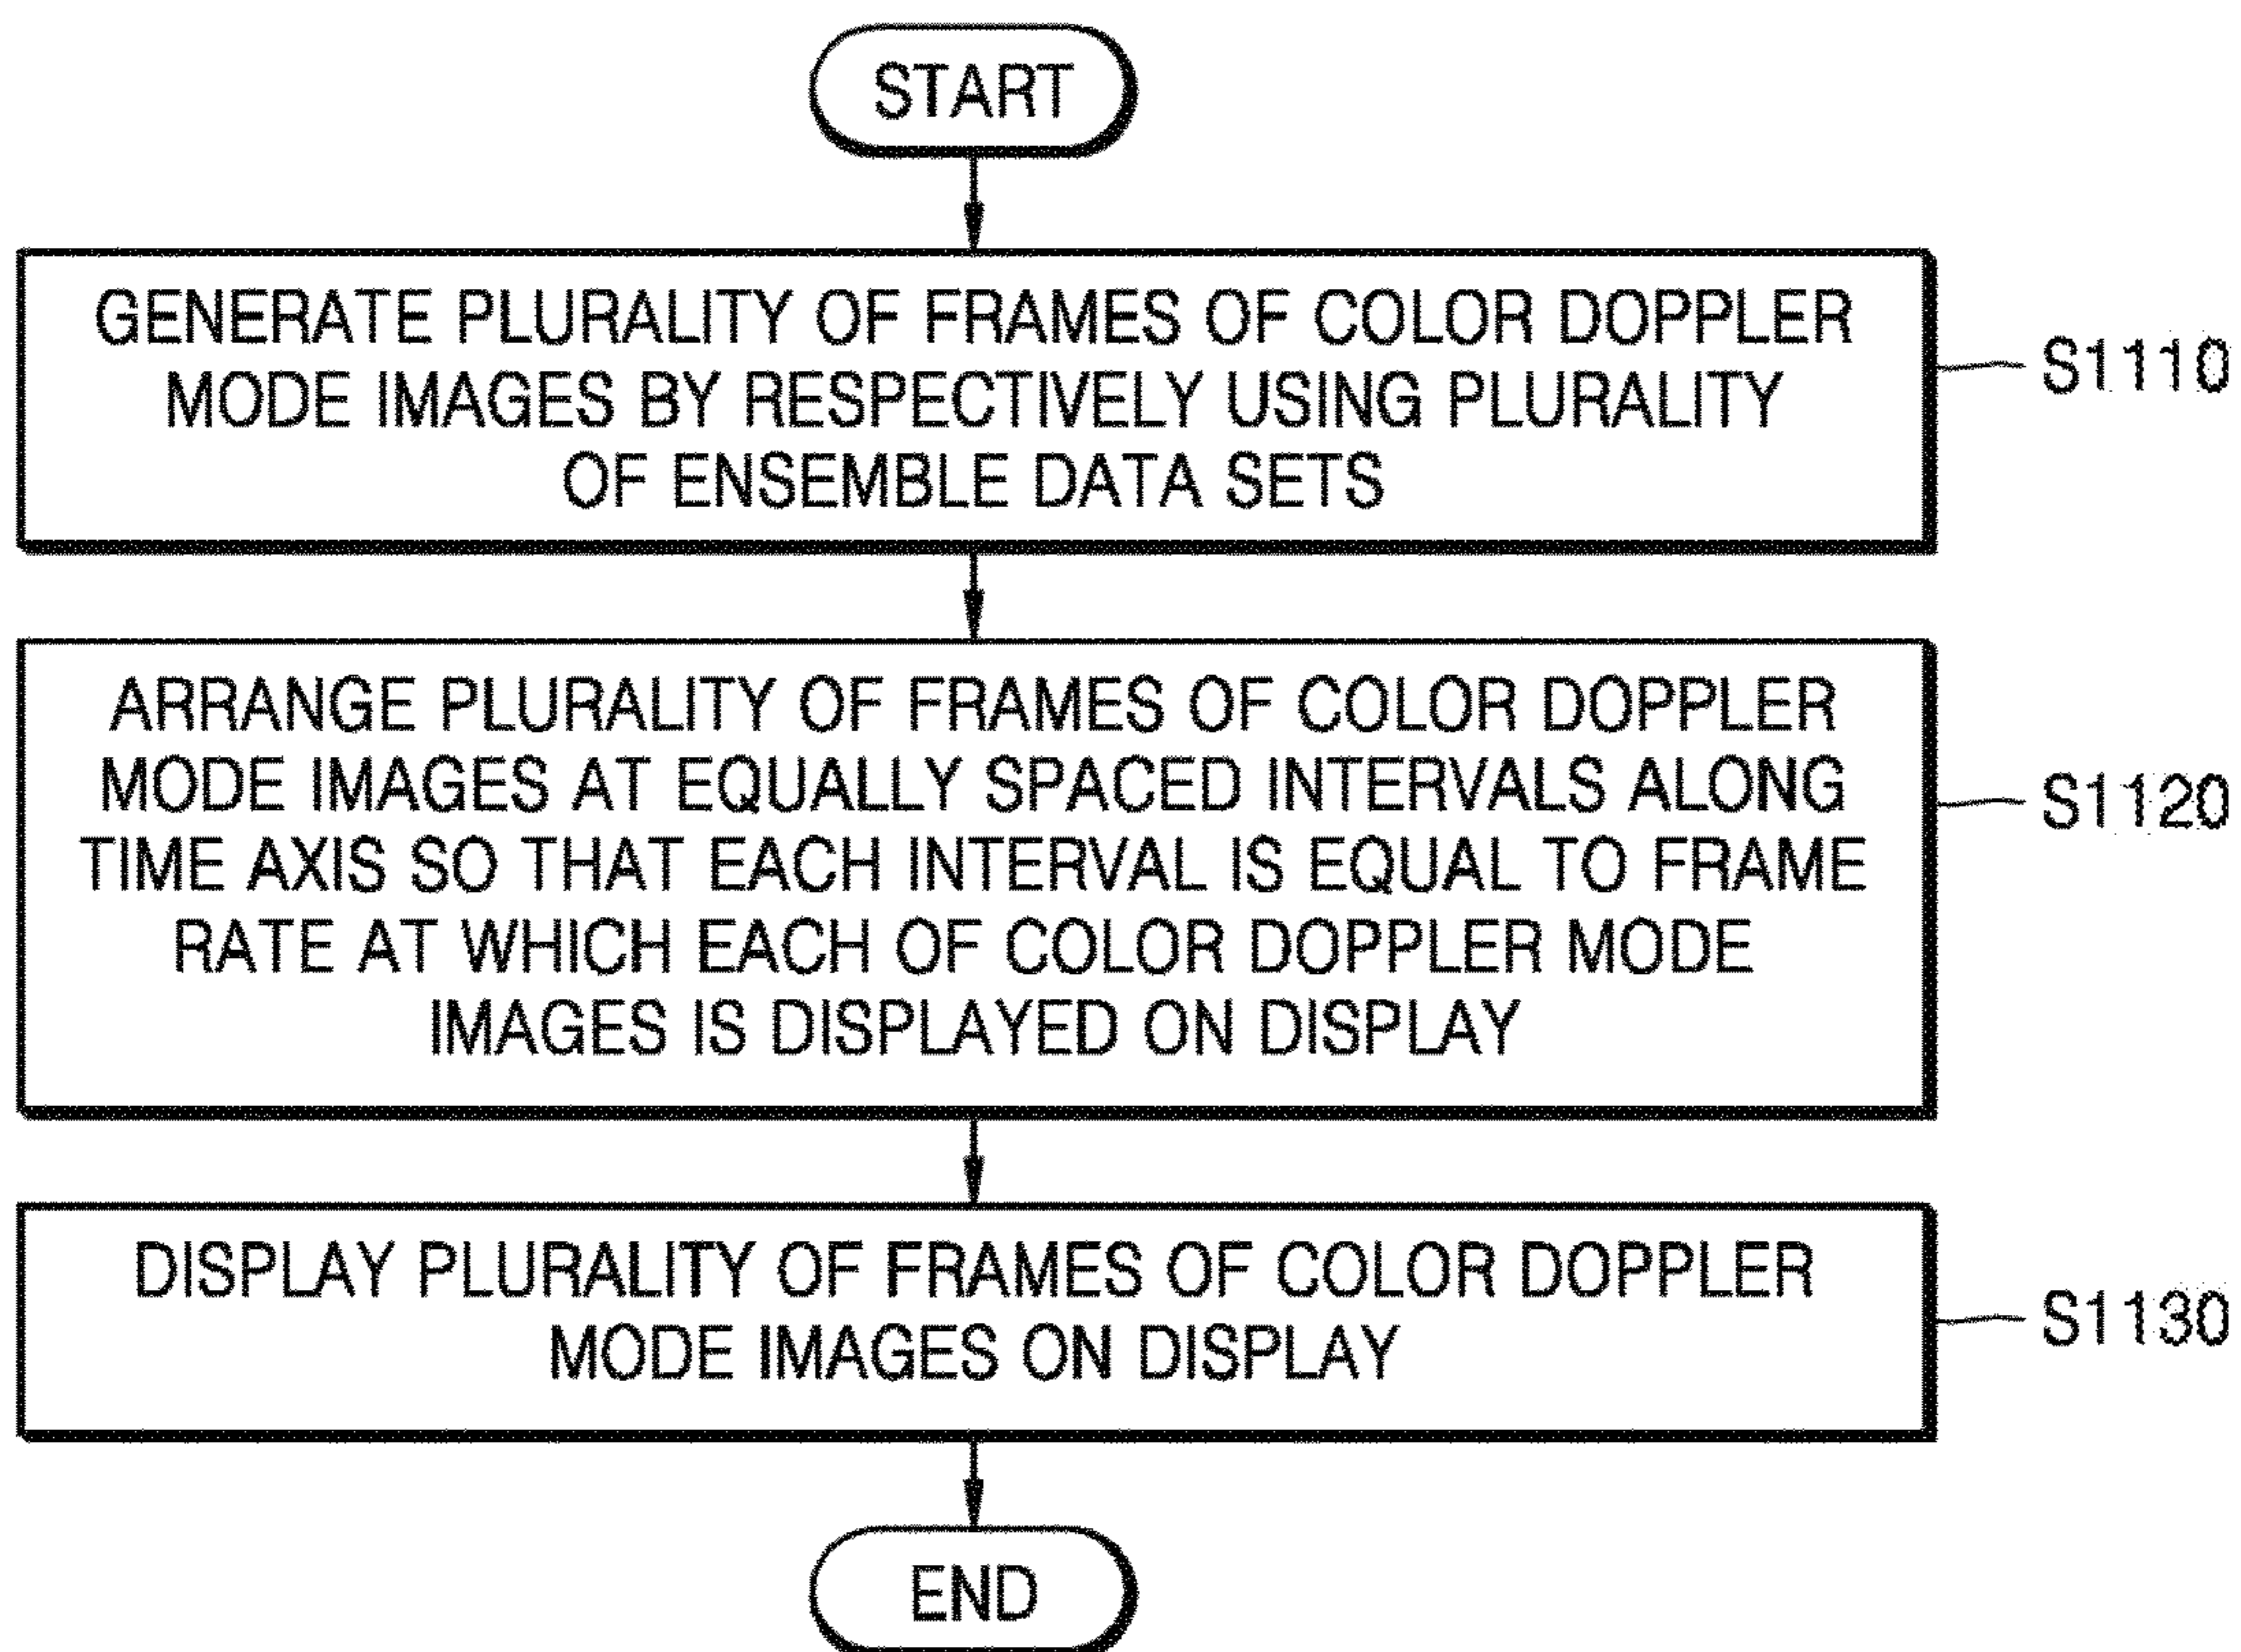 START
GENERATE PLURALITY OF FRAMES OF COLOR DOPPLER
MODE IMAGES BY RESPECTIVELY USING PLURALITY
OF ENSEMBLE DATA SETS
S1110
ARRANGE PLURALITY OF FRAMES OF COLOR DOPPLER
MODE IMAGES AT EQUALLY SPACED INTERVALS ALONG
TIME AXIS SO THAT EACH INTERVAL IS EQUAL TO FRAME
RATE AT WHICH EACH OF COLOR DOPPLER MODE
IMAGES IS DISPLAYED ON DISPLAY
S1120
DISPLAY PLURALITY OF FRAMES OF COLOR DOPPLER
MODE IMAGES ON DISPLAY
S1130
END